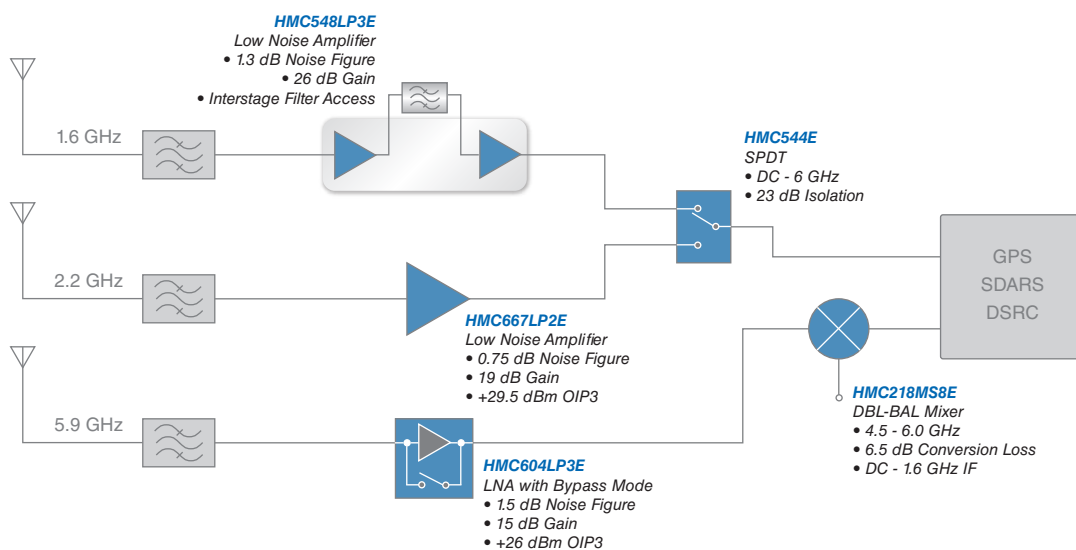 HMC548LP3E
Low Noise Amplifier
• 1.3 dB Noise Figure
• 26 dB Gain
• Interstage Filter Access
1.6 GHz
HMC544E
SPDT
• DC - 6 GHz
• 23 dB Isolation
2.2 GHz
GPS
SDARS
DSRC
HMC667LP2E
Low Noise Amplifier
• 0.75 dB Noise Figure
• 19 dB Gain
• +29.5 dBm OIP3
HMC218MS8E
DBL-BAL Mixer
• 4.5 - 6.0 GHz
• 6.5 dB Conversion Loss
• DC - 1.6 GHz IF
5.9 GHz
HMC604LP3E
LNA with Bypass Mode
• 1.5 dB Noise Figure
• 15 dB Gain
• +26 dBm OIP3